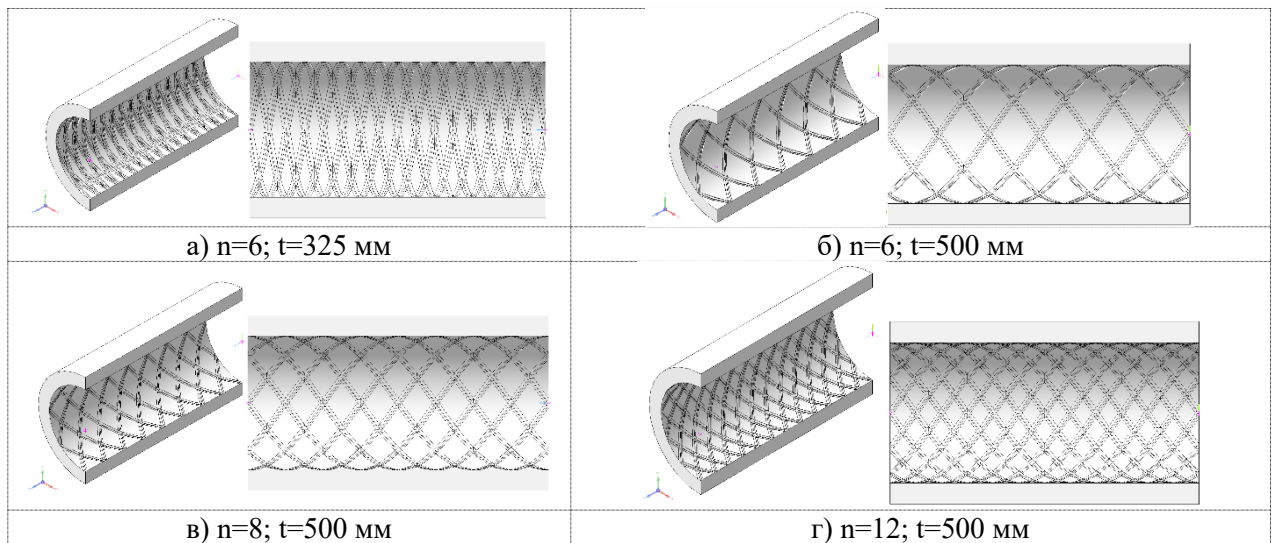 а) n=6; t=325 мм
б) n=6; t=500 мм
в) n=8; t=500 мм
г) n=12; t=500 мм